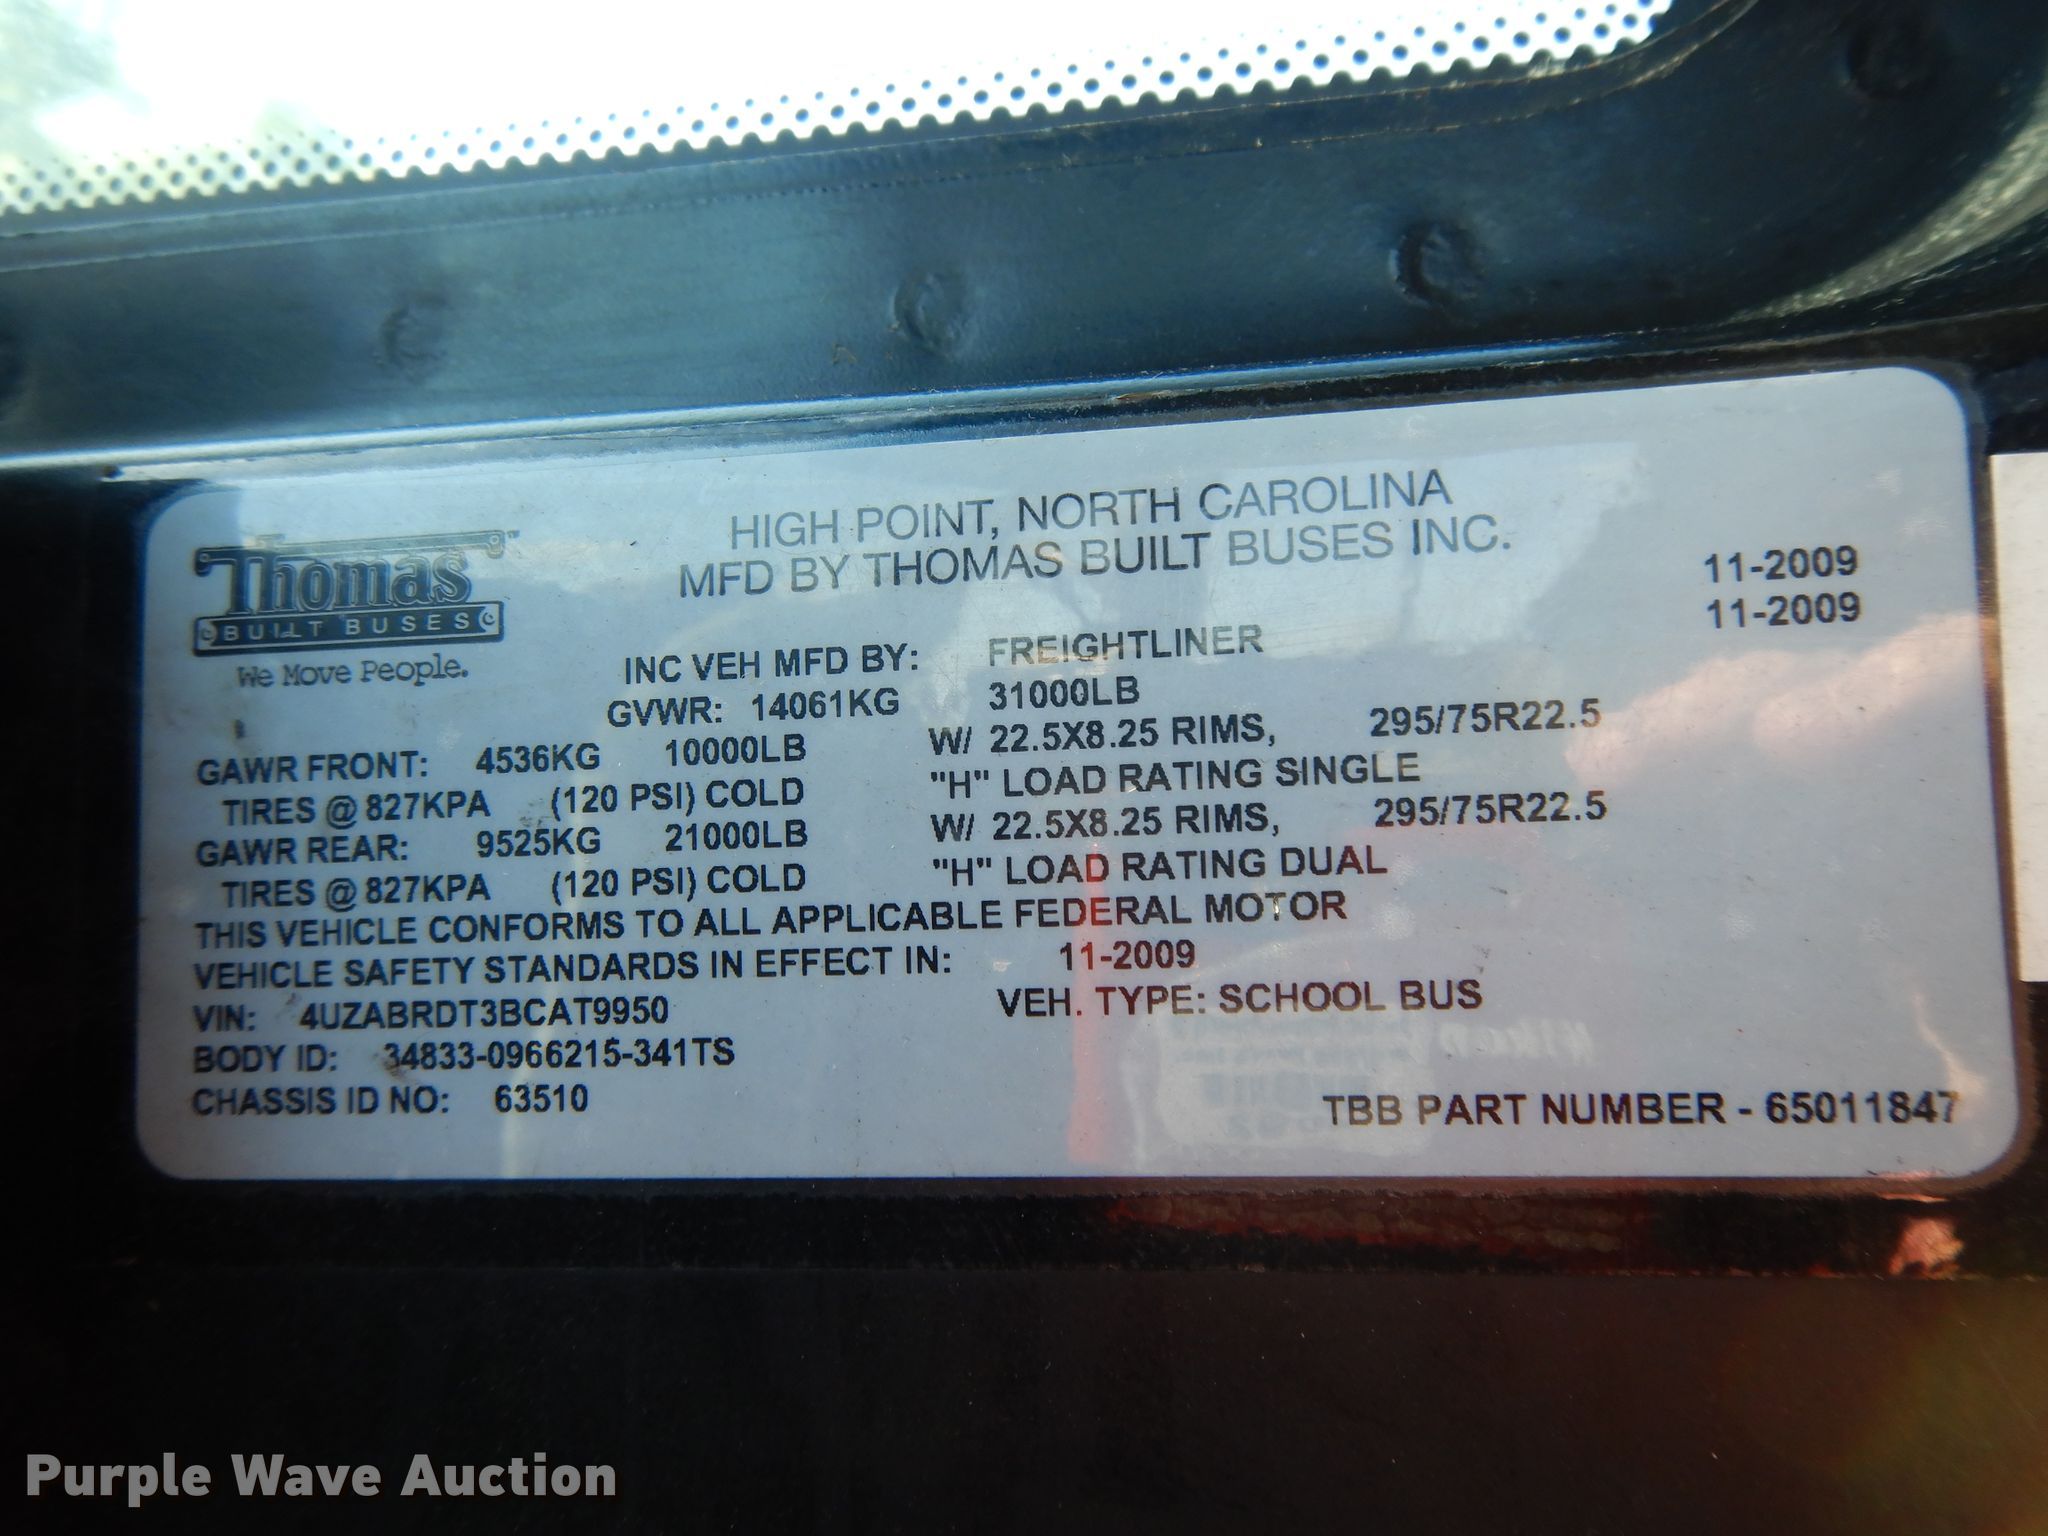 HIGH POINT, NORTH CAROLINA
MFD BY THOMAS BUILT BUSES INC.
Thomas™
BUILT BUSES
We Move People.
11-2009
11-2009
INC VEH MFD BY: FREIGHTLINER
GVWR: 14061KG 31000LB
GAWR FRONT: 4536KG 10000LB W/ 22.5X8.25 RIMS, 295/75R22.5
TIRES @ 827KPA (120 PSI) COLD "H" LOAD RATING SINGLE
GAWR REAR: 9525KG 21000LB W/ 22.5X8.25 RIMS, 295/75R22.5
TIRES @ 827KPA (120 PSI) COLD "H" LOAD RATING DUAL
THIS VEHICLE CONFORMS TO ALL APPLICABLE FEDERAL MOTOR
VEHICLE SAFETY STANDARDS IN EFFECT IN: 11-2009
VIN: 4UZABRDT3BCAT9950 VEH. TYPE: SCHOOL BUS
BODY ID: 34833-0966215-341TS
CHASSIS ID NO: 63510 TBB PART NUMBER - 65011847
Purple Wave Auction